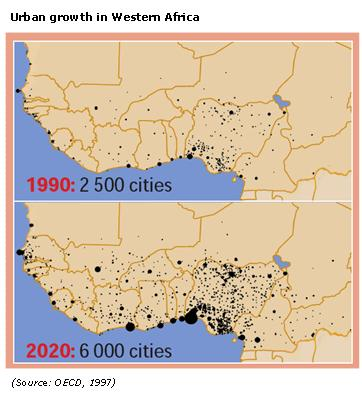 Urban growth in Western Africa
1990: 2 500 cities
2020: 6 000 cities
(Source: OECD, 1997)